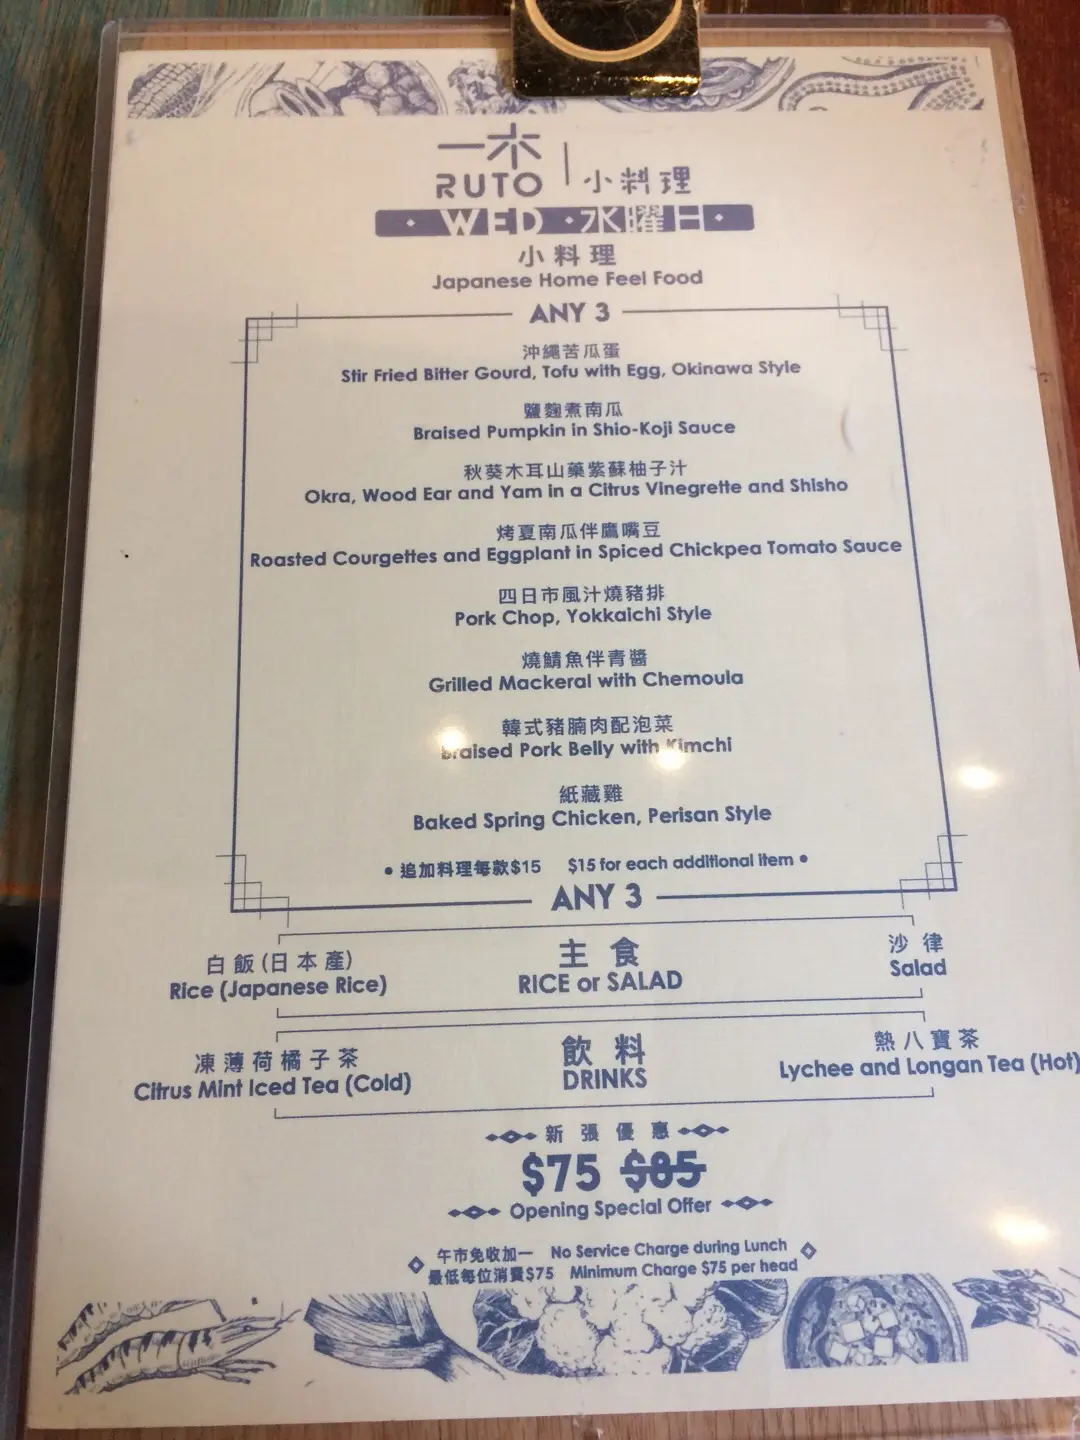 一木 | 小料理
RUTO
· WED · 水曜日 ·
小料理
Japanese Home Feel Food
ANY 3
沖繩苦瓜蛋
Stir Fried Bitter Gourd, Tofu with Egg, Okinawa Style
鹽麴煮南瓜
Braised Pumpkin in Shio-Koji Sauce
秋葵木耳山藥紫蘇柚子汁
Okra, Wood Ear and Yam in a Citrus Vinegrette and Shisho
烤夏南瓜伴鷹嘴豆
Roasted Courgettes and Eggplant in Spiced Chickpea Tomato Sauce
四日市風汁燒豬排
Pork Chop, Yokkaichi Style
燒鯖魚伴青醬
Grilled Mackeral with Chemoula
韓式豬腩肉配泡菜
Braised Pork Belly with Kimchi
紙藏雞
Baked Spring Chicken, Perisan Style
• 追加料理每款$15 $15 for each additional item •
ANY 3
白飯(日本產) 主食 沙律
Rice (Japanese Rice) RICE or SALAD Salad
凍薄荷橘子茶 飲料 熱八寶茶
Citrus Mint Iced Tea (Cold) DRINKS Lychee and Longan Tea (Hot)
新張優惠
$75 $85
Opening Special Offer
午市免收加一 No Service Charge during Lunch
最低每位消費$75 Minimum Charge $75 per head